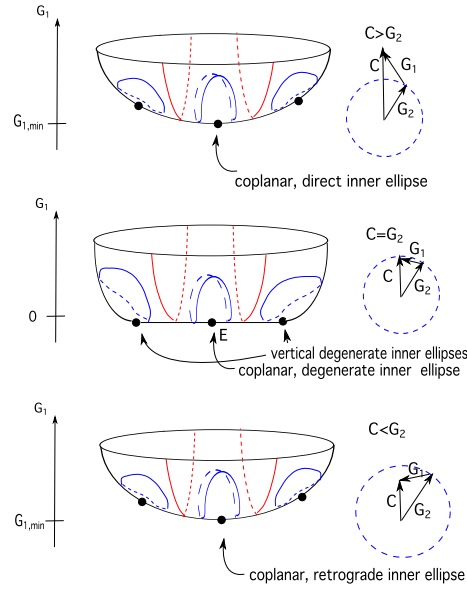 G₁
C>G₂
C
G₁
G₂
G₁,min
coplanar, direct inner ellipse
G₁
C=G₂
G₁
C
G₂
0
E
vertical degenerate inner ellipses
coplanar, degenerate inner ellipse
G₁
C<G₂
G₁
C
G₂
G₁,min
coplanar, retrograde inner ellipse